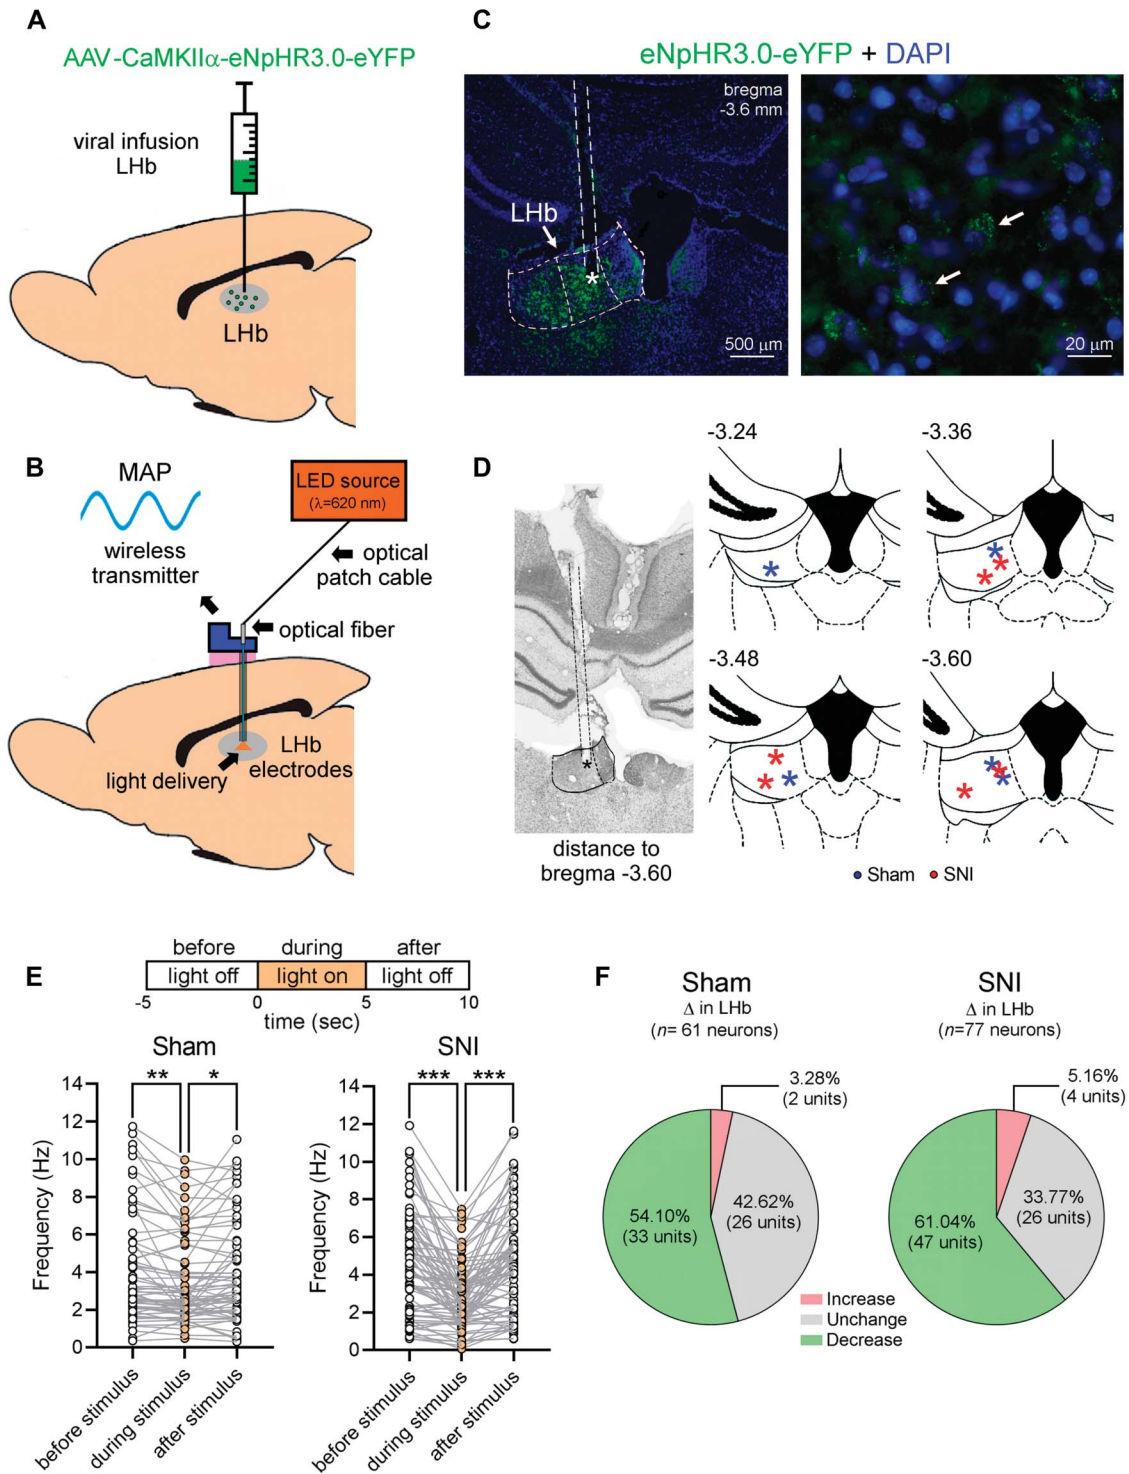 A
AAV-CaMKIIα-eNpHR3.0-eYFP
viral infusion
LHb
LHb
B
MAP
wireless
transmitter
LED source
(λ=620 nm)
optical
patch cable
optical fiber
LHb
electrodes
light delivery
C
eNpHR3.0-eYFP + DAPI
bregma
-3.6 mm
LHb
*
500 µm
20 µm
D
*
distance to
bregma -3.60
-3.24
*
-3.36
*
*
*
-3.48
*
*
*
-3.60
*
*
*
*
Sham
SNI
E
before
during
after
light off
light on
light off
-5
0
5
10
time (sec)
Sham
**
*
Frequency (Hz)
14
12
10
8
6
4
2
0
before stimulus
during stimulus
after stimulus
SNI
***
***
Frequency (Hz)
14
12
10
8
6
4
2
0
before stimulus
during stimulus
after stimulus
F
Sham
Δ in LHb
(n= 61 neurons)
3.28%
(2 units)
42.62%
(26 units)
54.10%
(33 units)
SNI
Δ in LHb
(n=77 neurons)
5.16%
(4 units)
33.77%
(26 units)
61.04%
(47 units)
Increase
Unchange
Decrease